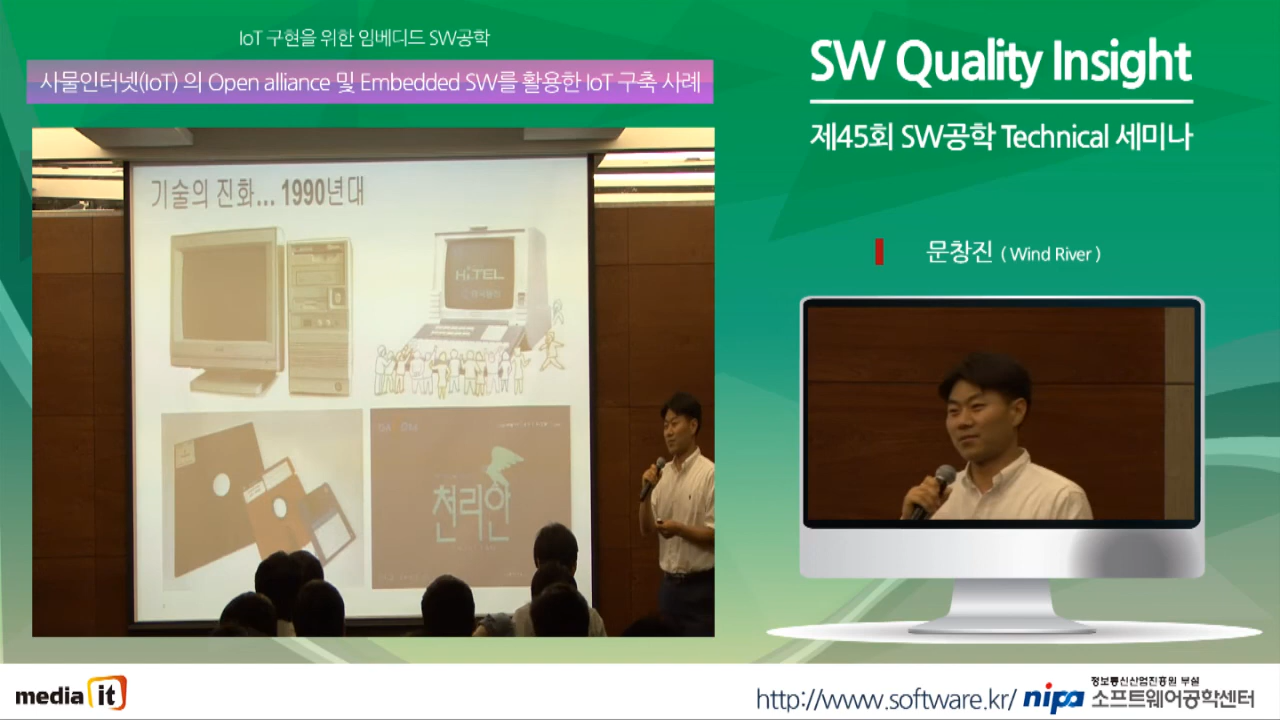 IoT 구현을 위한 임베디드 SW공학
사물인터넷(IoT) 의 Open alliance 및 Embedded SW를 활용한 IoT 구축 사례
SW Quality Insight
제45회 SW공학 Technical 세미나
문창진 ( Wind River )
기술의 진화... 1990년대
HiTEL
천리안
media it
http://www.software.kr/
nipa
정보통신산업진흥원 부설
소프트웨어공학센터